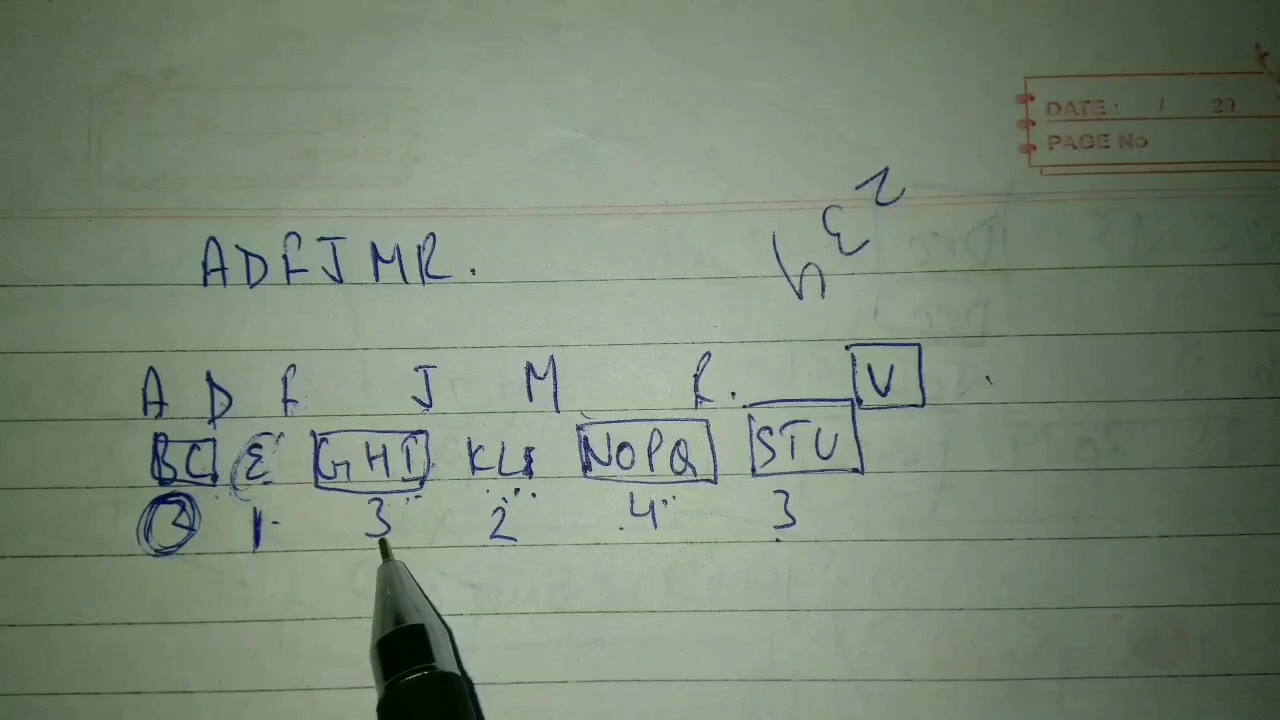 DATE: / 20
PAGE No
ADFJMR.
A D F J M R. V
BC E GHI KL NOPQ STU
2 1. 3 2 4 3